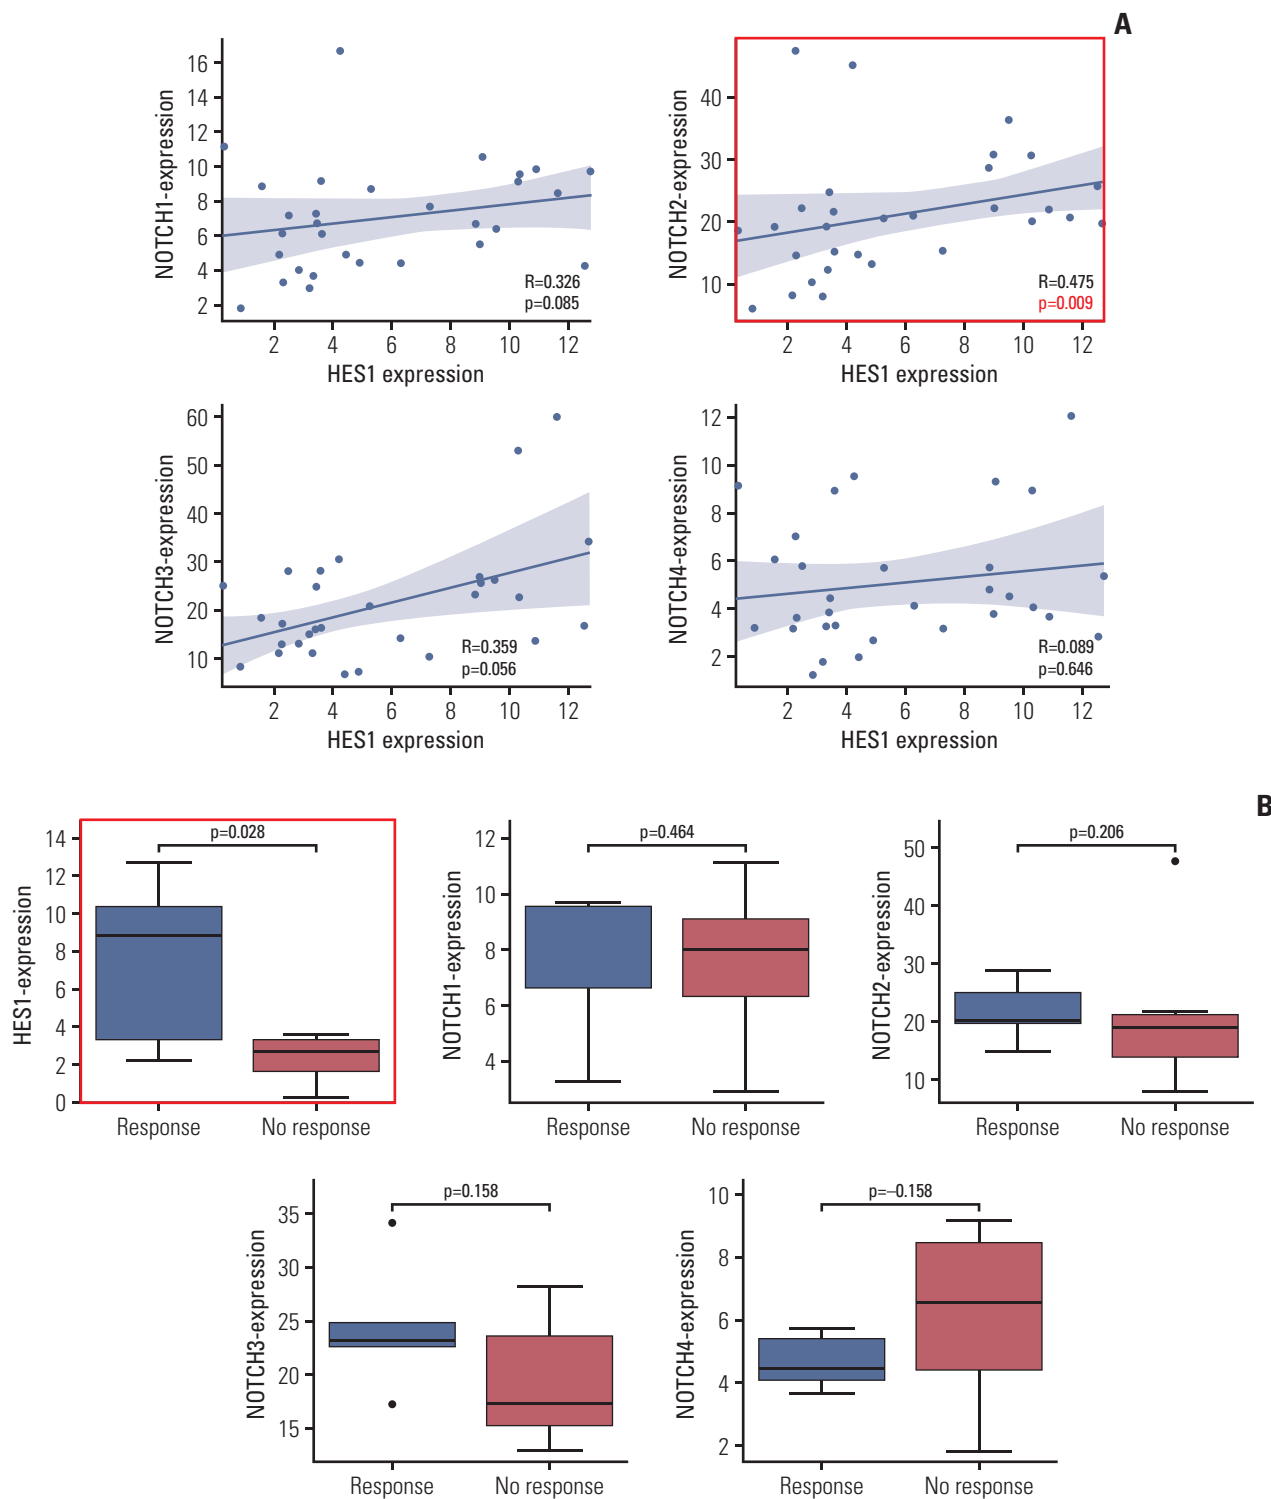 A
NOTCH1-expression
16
14
12
10
8
6
4
2
R=0.326
p=0.085
2 4 6 8 10 12
HES1 expression
NOTCH2-expression
40
30
20
10
R=0.475
p=0.009
2 4 6 8 10 12
HES1 expression
NOTCH3-expression
60
50
40
30
20
10
R=0.359
p=0.056
2 4 6 8 10 12
HES1 expression
NOTCH4-expression
12
10
8
6
4
2
R=0.089
p=0.646
2 4 6 8 10 12
HES1 expression
B
HES1-expression
14
12
10
8
6
4
2
0
p=0.028
Response No response
NOTCH1-expression
12
10
8
6
4
p=0.464
Response No response
NOTCH2-expression
50
40
30
20
10
p=0.206
Response No response
NOTCH3-expression
35
30
25
20
15
p=0.158
Response No response
NOTCH4-expression
10
8
6
4
2
p=–0.158
Response No response